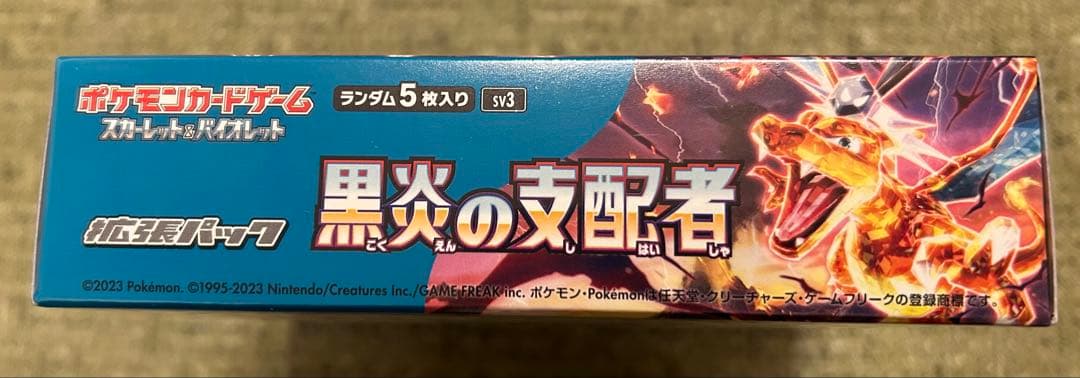 ポケモンカードゲーム™
スカーレット&バイオレット
ランダム5枚入り
SV3
拡張パック
黒炎の支配者
こく えん し はい しゃ
©2023 Pokémon. ©1995-2023 Nintendo/Creatures Inc./GAME FREAK inc. ポケモン・Pokémonは任天堂・クリーチャーズ・ゲームフリークの登録商標です。